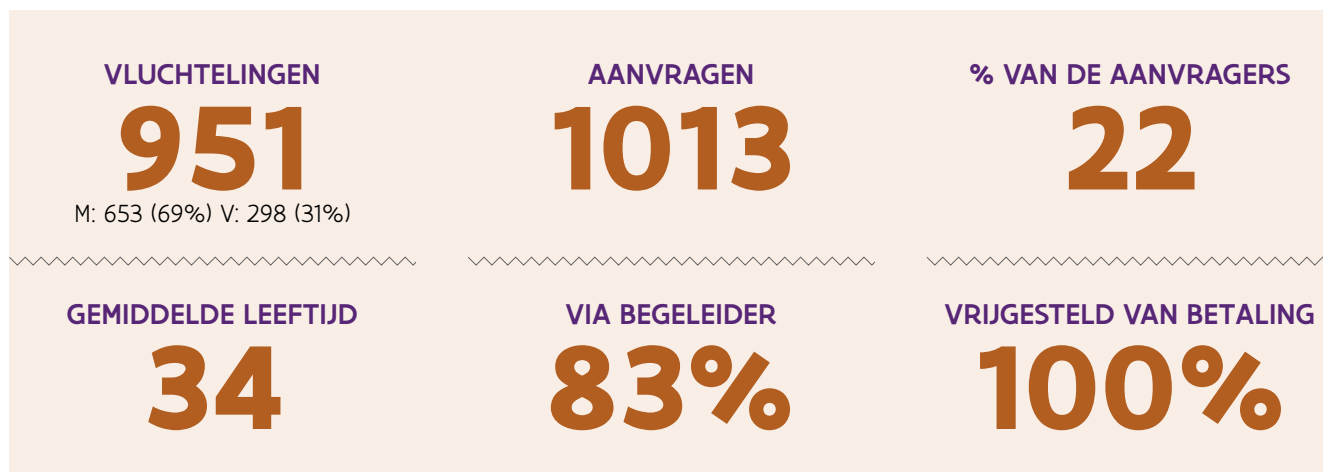 VLUCHTELINGEN
951
M: 653 (69%) V: 298 (31%)
AANVRAGEN
1013
% VAN DE AANVRAGERS
22
GEMIDDELDE LEEFTIJD
34
VIA BEGELEIDER
83%
VRIJGESTELD VAN BETALING
100%